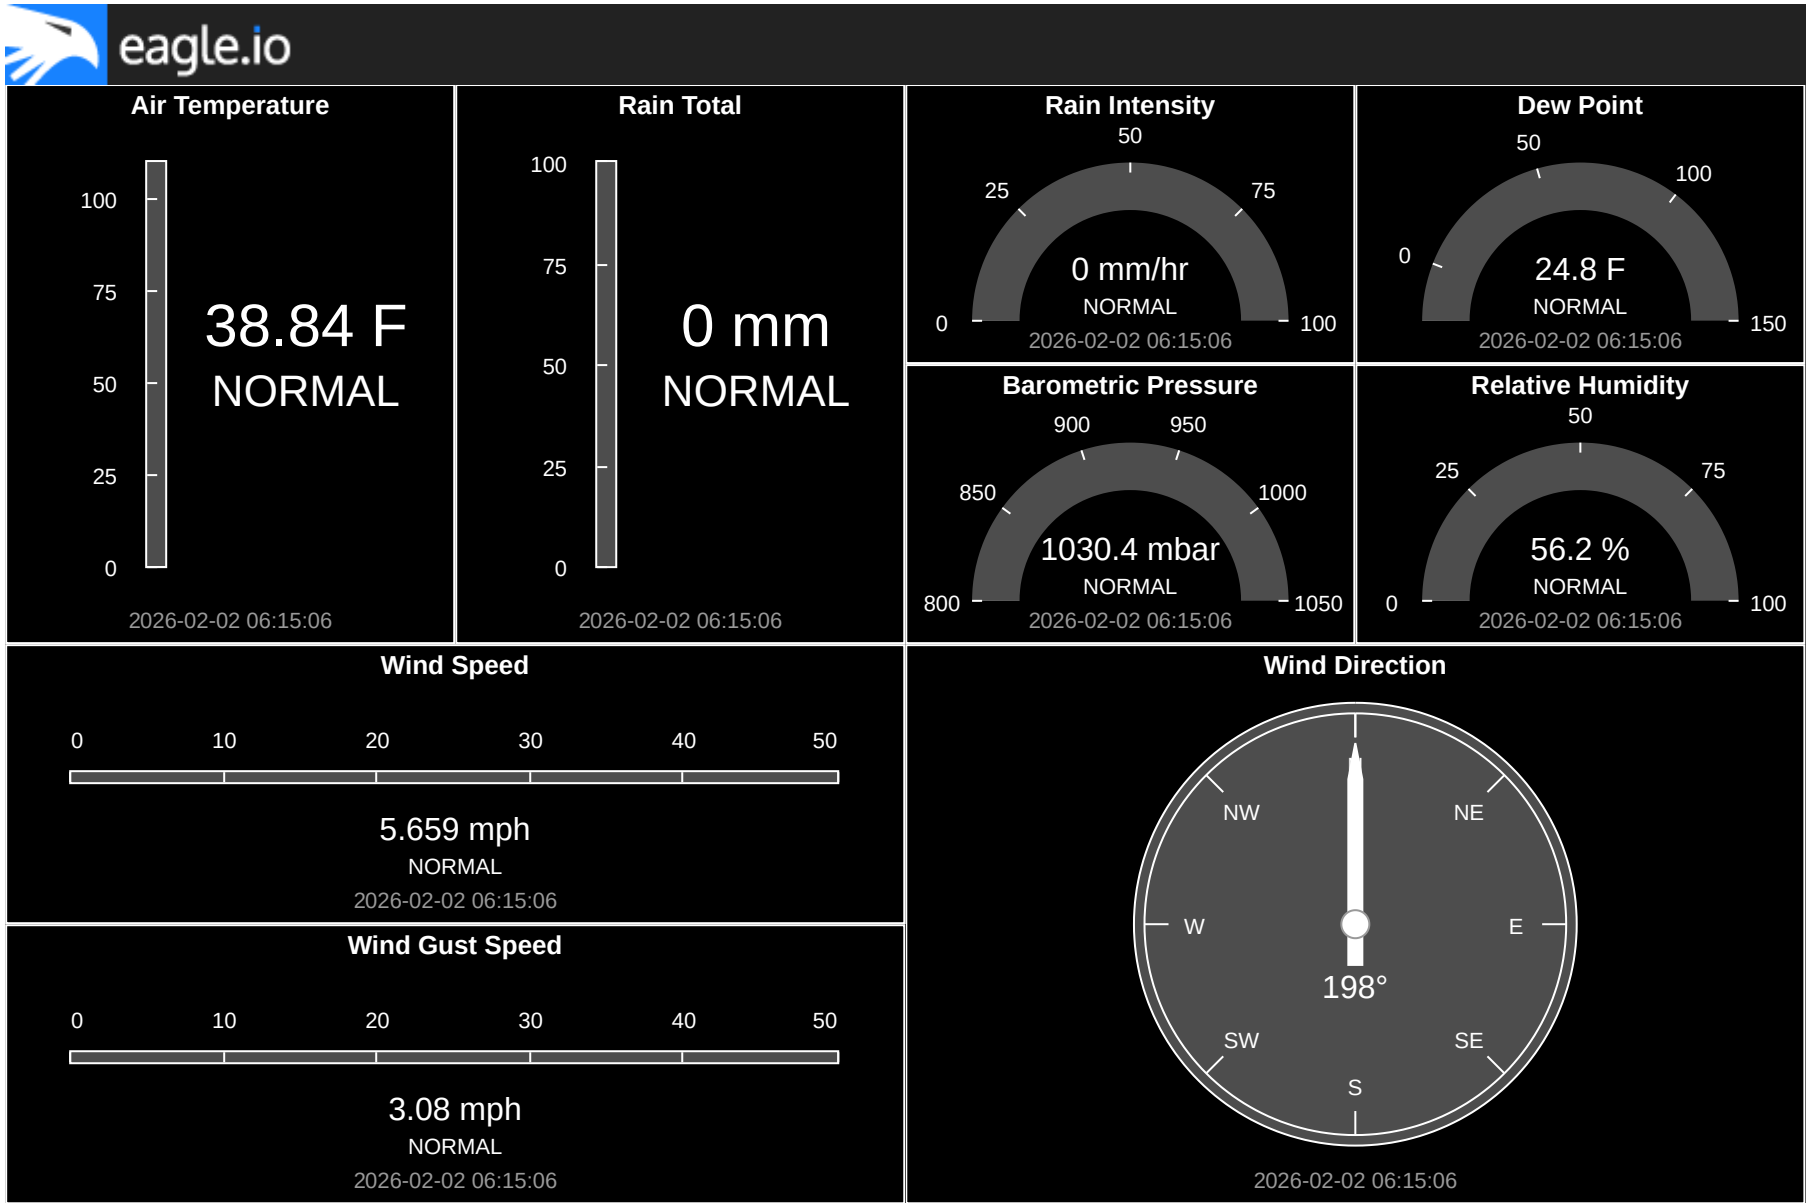 eagle.io
Air Temperature
100
75
50
25
0
38.84 F
NORMAL
2026-02-02 06:15:06
Rain Total
100
75
50
25
0
0 mm
NORMAL
2026-02-02 06:15:06
Rain Intensity
50
25 75
0 mm/hr
NORMAL
0 100
2026-02-02 06:15:06
Dew Point
50
100
0
24.8 F
NORMAL
150
2026-02-02 06:15:06
Barometric Pressure
900 950
850 1000
1030.4 mbar
NORMAL
800 1050
2026-02-02 06:15:06
Relative Humidity
50
25 75
56.2 %
NORMAL
0 100
2026-02-02 06:15:06
Wind Speed
0 10 20 30 40 50
5.659 mph
NORMAL
2026-02-02 06:15:06
Wind Gust Speed
0 10 20 30 40 50
3.08 mph
NORMAL
2026-02-02 06:15:06
Wind Direction
NW NE
W E
198°
SW SE
S
2026-02-02 06:15:06